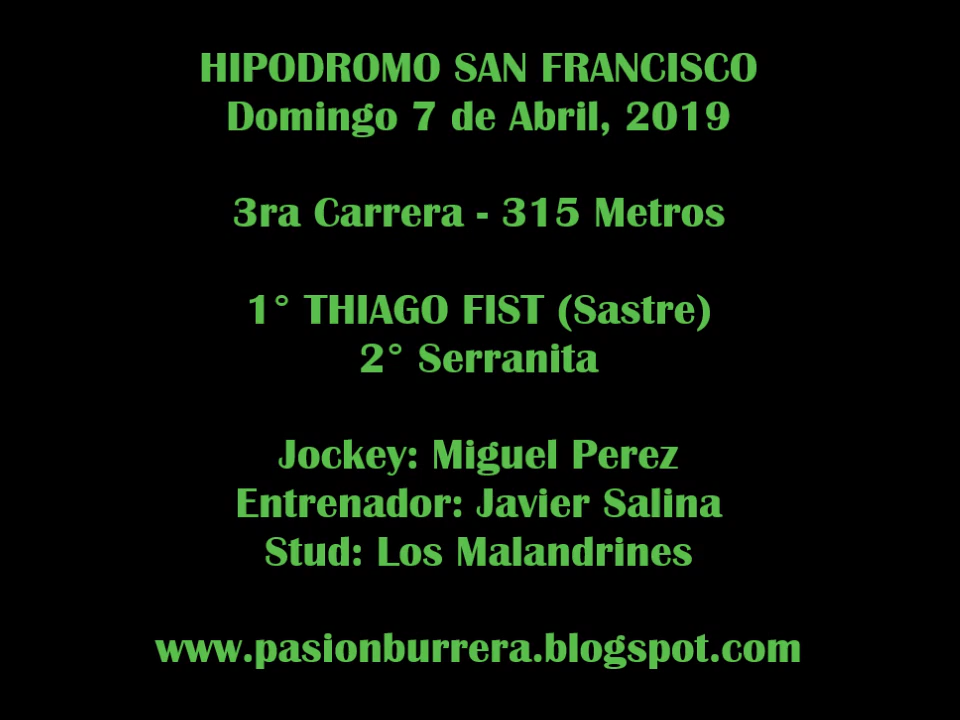 HIPODROMO SAN FRANCISCO
Domingo 7 de Abril, 2019
3ra Carrera - 315 Metros
1° THIAGO FIST (Sastre)
2° Serranita
Jockey: Miguel Perez
Entrenador: Javier Salina
Stud: Los Malandrines
www.pasionburrera.blogspot.com